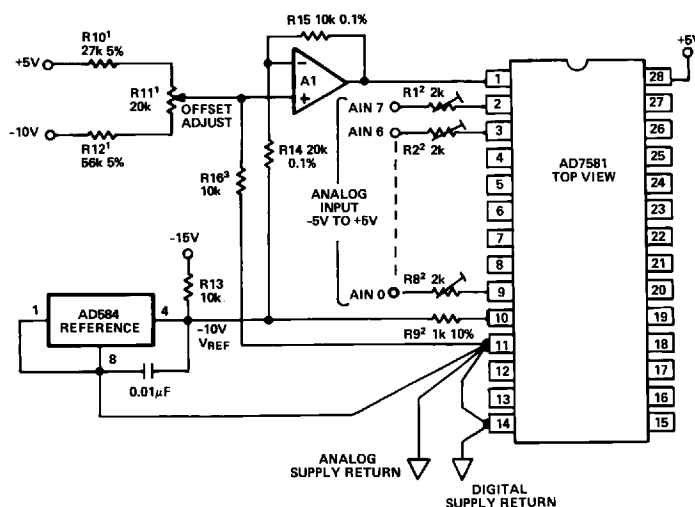 R15 10k 0.1%
+5V
R10¹
27k 5%
+5V
A1
−
+
R11¹
20k
OFFSET
ADJUST
-10V
R12¹
56k 5%
R16³
10k
R14 20k
0.1%
AIN 7
R1² 2k
AIN 6
R2² 2k
ANALOG
INPUT
-5V TO +5V
AIN 0
R8² 2k
-15V
R13
10k
1
AD584
REFERENCE
4
8
-10V
VREF
0.01μF
R9² 1k 10%
ANALOG
SUPPLY RETURN
DIGITAL
SUPPLY RETURN
AD7581
TOP VIEW
1
2
3
4
5
6
7
8
9
10
11
12
13
14
28
27
26
25
24
23
22
21
20
19
18
17
16
15